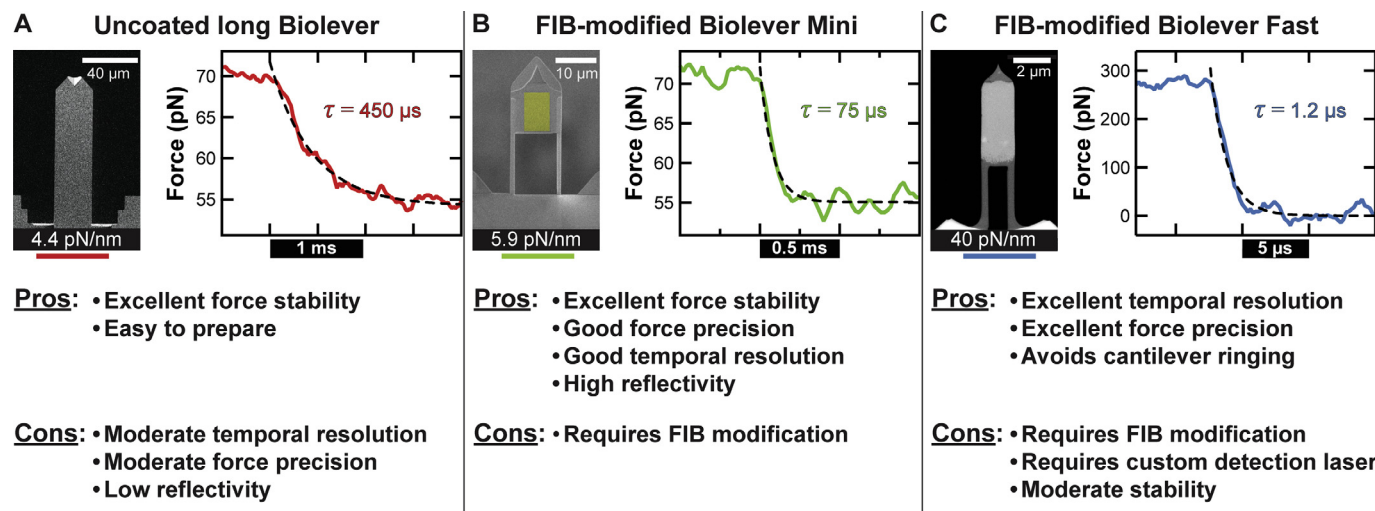 A Uncoated long Biolever
40 µm
4.4 pN/nm
Force (pN)
70
65
60
55
τ = 450 µs
1 ms
Pros: • Excellent force stability
• Easy to prepare
Cons: • Moderate temporal resolution
• Moderate force precision
• Low reflectivity
B FIB-modified Biolever Mini
10 µm
5.9 pN/nm
Force (pN)
70
65
60
55
τ = 75 µs
0.5 ms
Pros: • Excellent force stability
• Good force precision
• Good temporal resolution
• High reflectivity
Cons: • Requires FIB modification
C FIB-modified Biolever Fast
2 µm
40 pN/nm
Force (pN)
300
200
100
0
τ = 1.2 µs
5 µs
Pros: • Excellent temporal resolution
• Excellent force precision
• Avoids cantilever ringing
Cons: • Requires FIB modification
• Requires custom detection laser
• Moderate stability